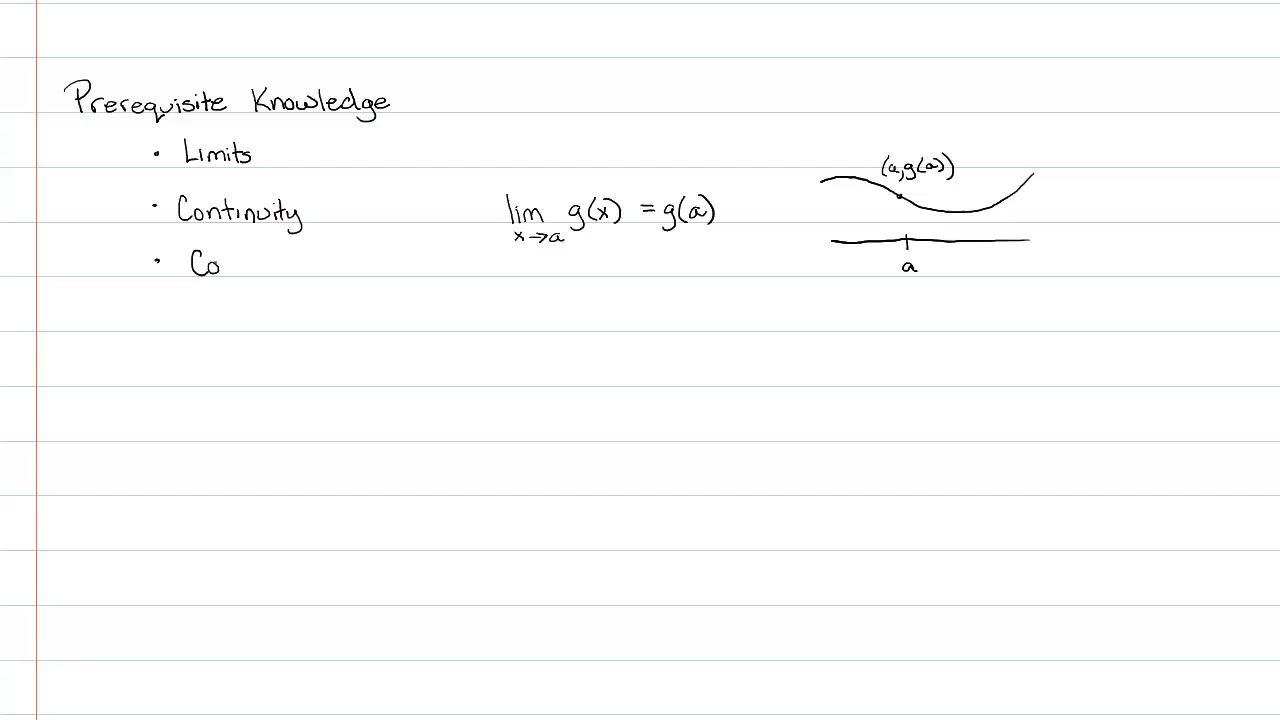 Prerequisite Knowledge
• Limits
• Continuity
lim x→a g(x) = g(a)
(a, g(a))
a
• Co